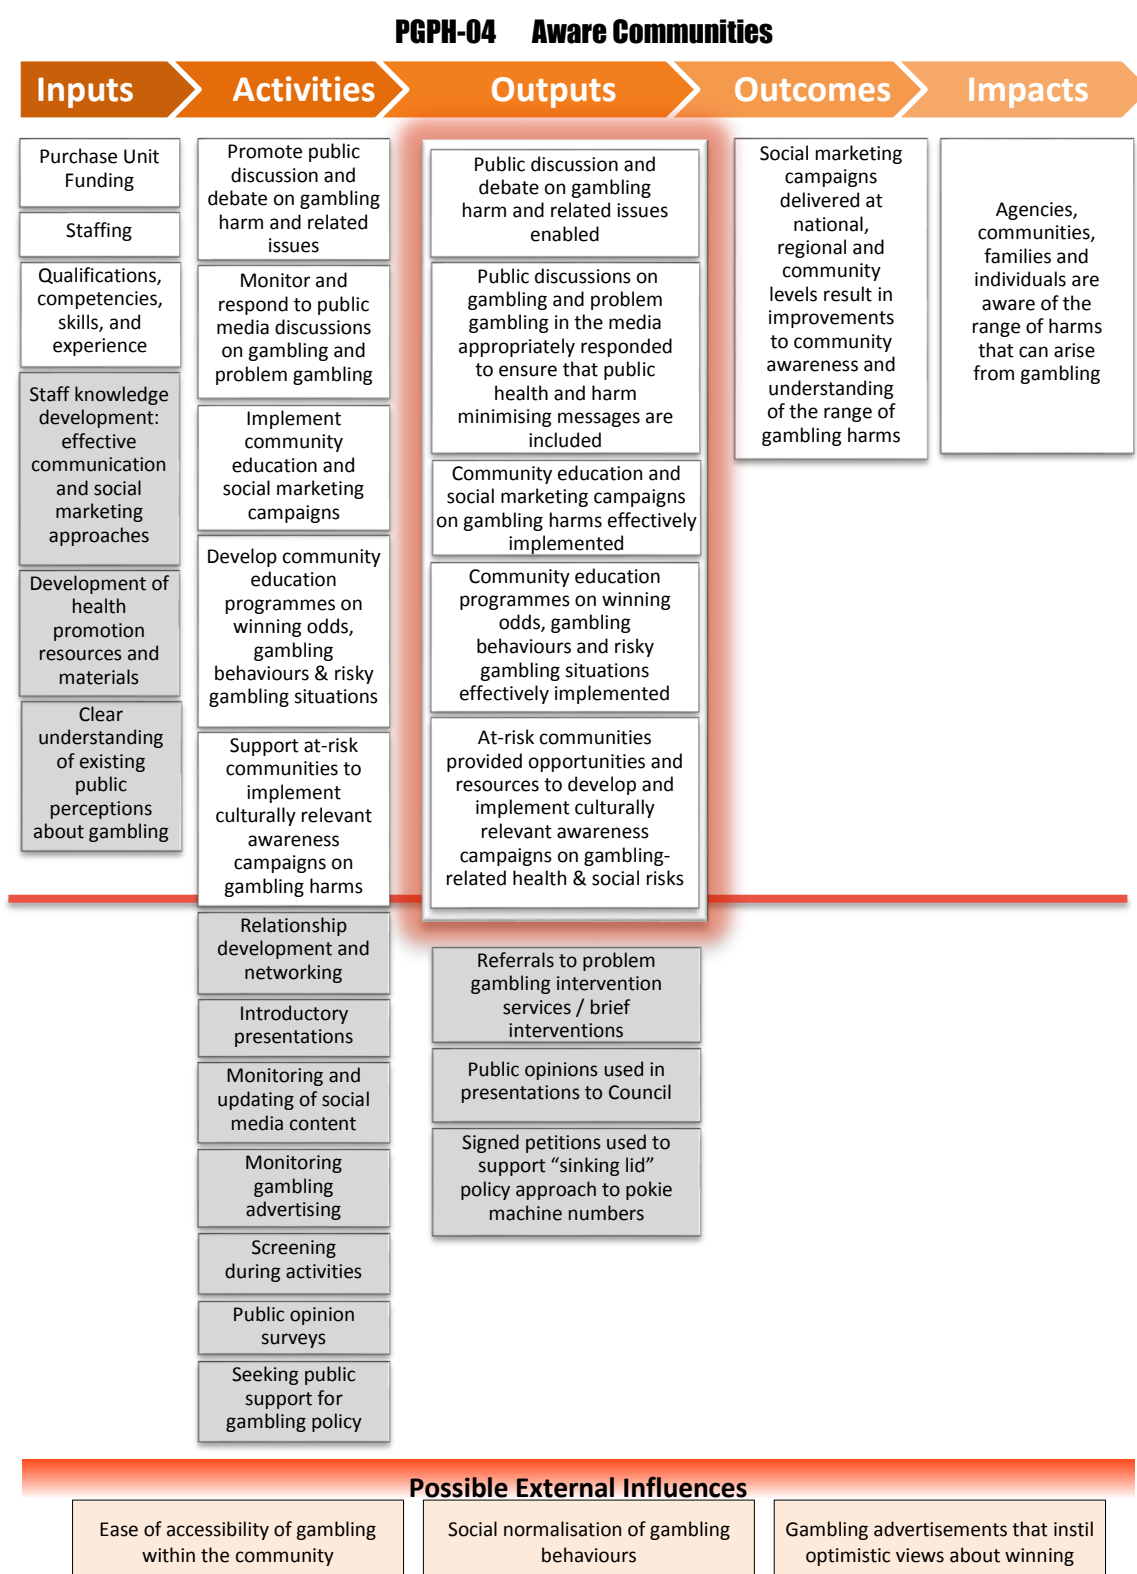 PGPH-04 Aware Communities
Inputs
Activities
Outputs
Outcomes
Impacts
Purchase Unit
Funding
Staffing
Qualifications,
competencies,
skills, and
experience
Staff knowledge
development:
effective
communication
and social
marketing
approaches
Development of
health
promotion
resources and
materials
Clear
understanding
of existing
public
perceptions
about gambling
Promote public
discussion and
debate on gambling
harm and related
issues
Monitor and
respond to public
media discussions
on gambling and
problem gambling
Implement
community
education and
social marketing
campaigns
Develop community
education
programmes on
winning odds,
gambling
behaviours & risky
gambling situations
Support at-risk
communities to
implement
culturally relevant
awareness
campaigns on
gambling harms
Relationship
development and
networking
Introductory
presentations
Monitoring and
updating of social
media content
Monitoring
gambling
advertising
Screening
during activities
Public opinion
surveys
Seeking public
support for
gambling policy
Public discussion and
debate on gambling
harm and related issues
enabled
Public discussions on
gambling and problem
gambling in the media
appropriately responded
to ensure that public
health and harm
minimising messages are
included
Community education and
social marketing campaigns
on gambling harms effectively
implemented
Community education
programmes on winning
odds, gambling
behaviours and risky
gambling situations
effectively implemented
At-risk communities
provided opportunities and
resources to develop and
implement culturally
relevant awareness
campaigns on gambling-
related health & social risks
Referrals to problem
gambling intervention
services / brief
interventions
Public opinions used in
presentations to Council
Signed petitions used to
support “sinking lid”
policy approach to pokie
machine numbers
Social marketing
campaigns
delivered at
national,
regional and
community
levels result in
improvements
to community
awareness and
understanding
of the range of
gambling harms
Agencies,
communities,
families and
individuals are
aware of the
range of harms
that can arise
from gambling
Possible External Influences
Ease of accessibility of gambling
within the community
Social normalisation of gambling
behaviours
Gambling advertisements that instil
optimistic views about winning